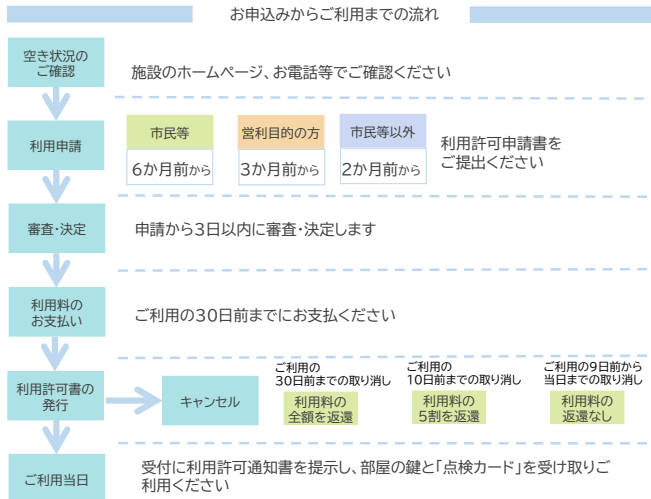 お申込みからご利用までの流れ
空き状況の
ご確認
施設のホームページ、お電話等でご確認ください
利用申請
市民等
6か月前から
営利目的の方
3か月前から
市民等以外
2か月前から
利用許可申請書を
ご提出ください
審査・決定
申請から3日以内に審査・決定します
利用料の
お支払い
ご利用の30日前までにお支払ください
利用許可書の
発行
キャンセル
ご利用の
30日前までの取り消し
利用料の
全額を返還
ご利用の
10日前までの取り消し
利用料の
5割を返還
ご利用の9日前から
当日までの取り消し
利用料の
返還なし
ご利用当日
受付に利用許可通知書を提示し、部屋の鍵と「点検カード」を受け取りご
利用ください